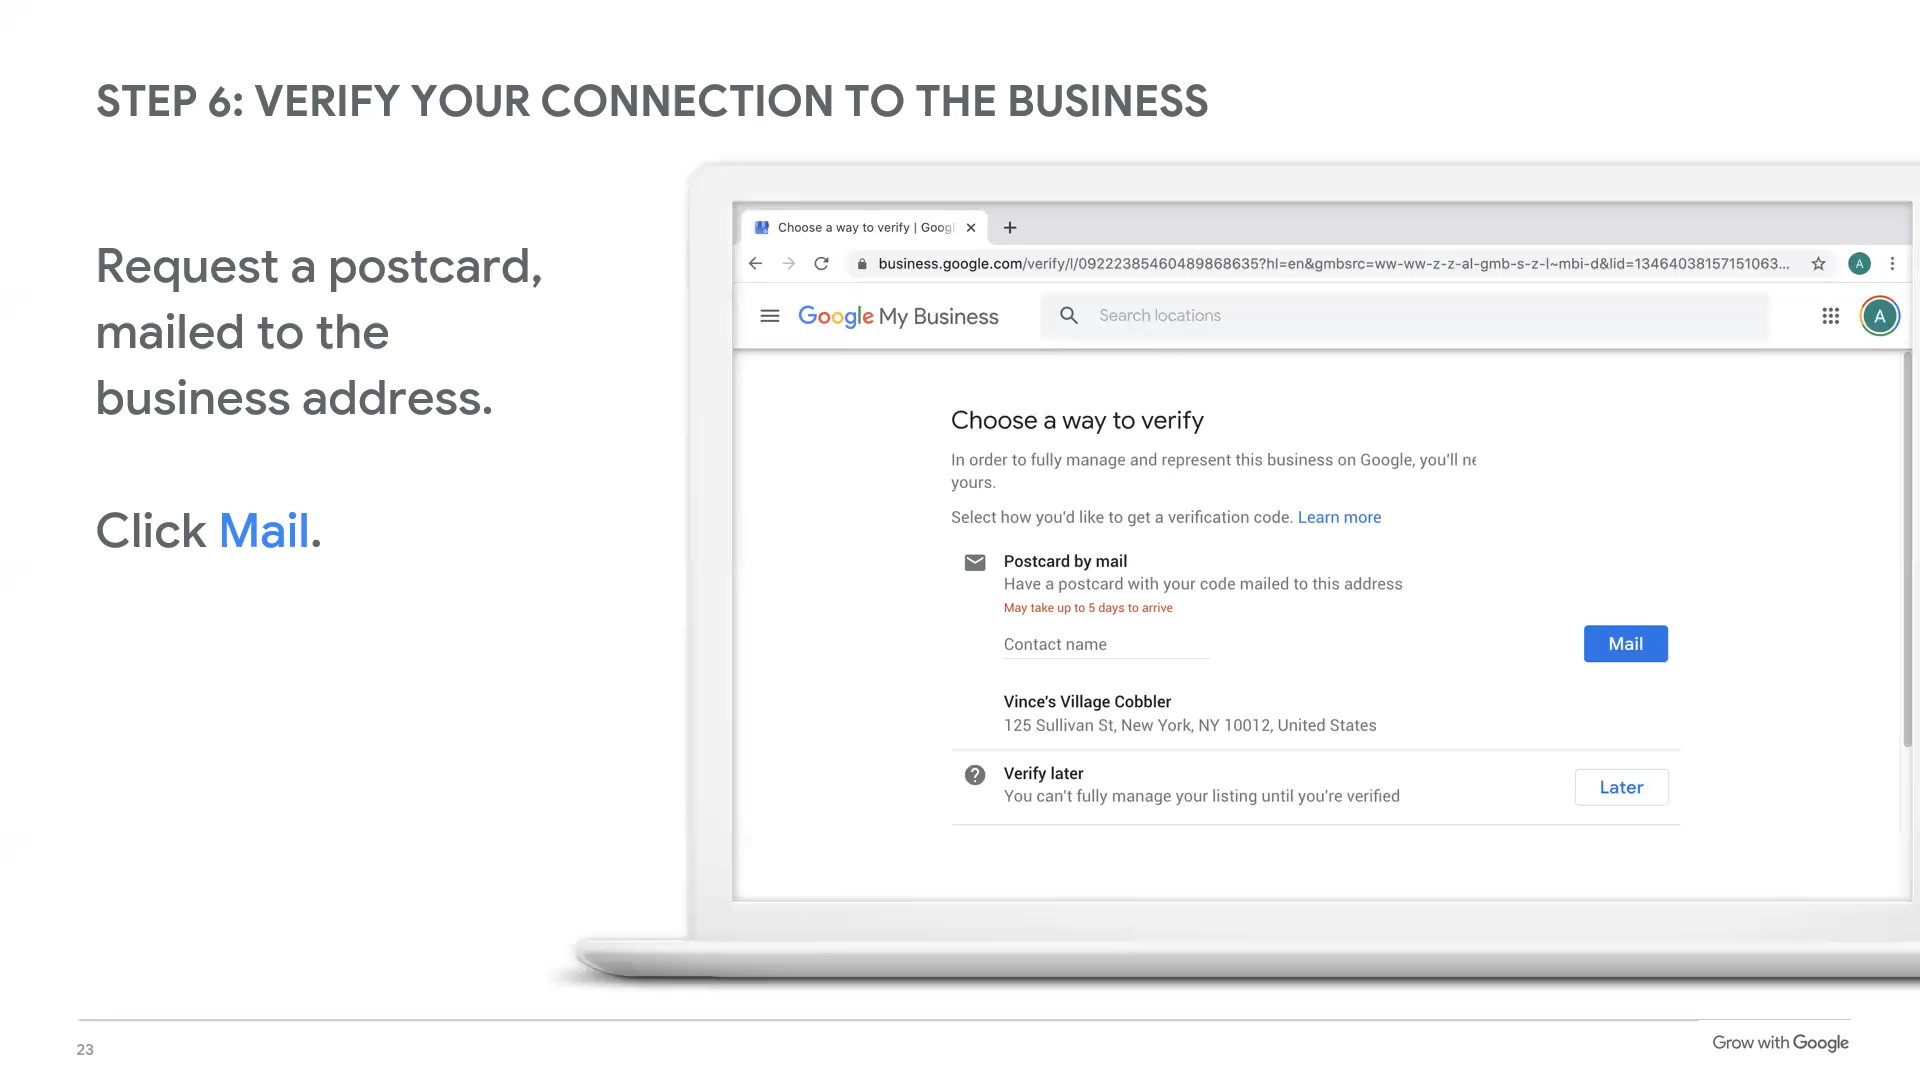 STEP 6: VERIFY YOUR CONNECTION TO THE BUSINESS
Request a postcard,
mailed to the
business address.
Click Mail.
Choose a way to verify | Googl
business.google.com/verify/l/09222385460489868635?hl=en&gmbsrc=ww-ww-z-z-al-gmb-s-z-l~mbi-d&lid=13464038157151063...
A
Google My Business
Search locations
A
Choose a way to verify
In order to fully manage and represent this business on Google, you'll ne
yours.
Select how you'd like to get a verification code. Learn more
Postcard by mail
Have a postcard with your code mailed to this address
May take up to 5 days to arrive
Contact name
Mail
Vince's Village Cobbler
125 Sullivan St, New York, NY 10012, United States
Verify later
You can't fully manage your listing until you're verified
Later
23
Grow with Google